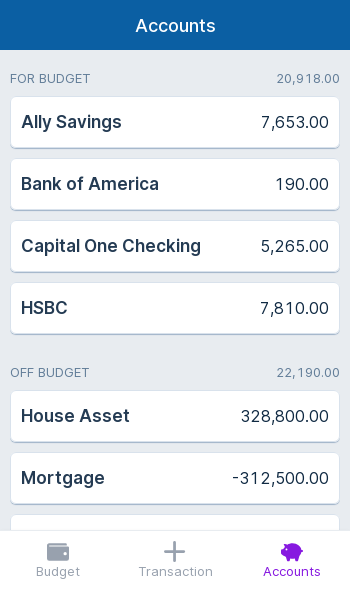 Accounts
FOR BUDGET 20,918.00
Ally Savings 7,653.00
Bank of America 190.00
Capital One Checking 5,265.00
HSBC 7,810.00
OFF BUDGET 22,190.00
House Asset 328,800.00
Mortgage -312,500.00
Budget Transaction Accounts